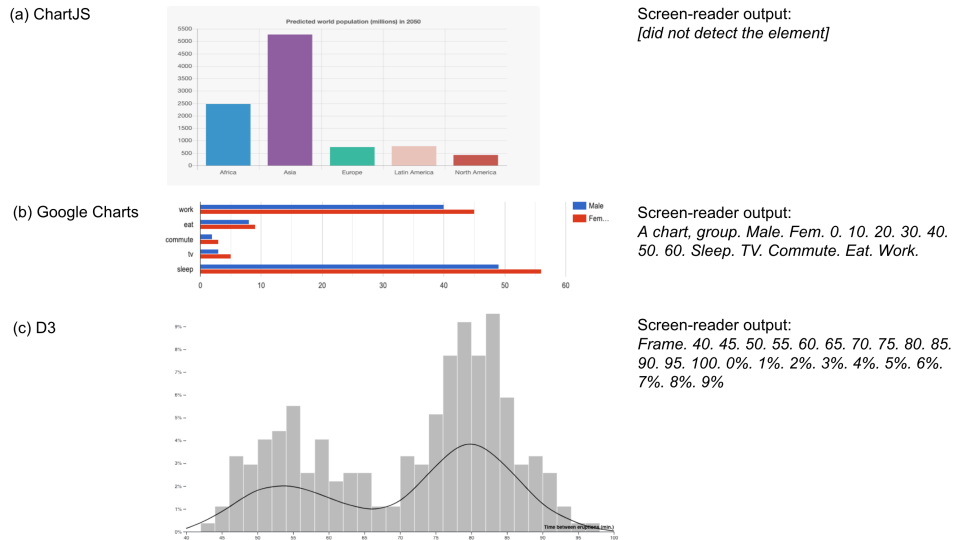 (a) ChartJS
Predicted world population (millions) in 2050
5500
5000
4500
4000
3500
3000
2500
2000
1500
1000
500
0
Africa
Asia
Europe
Latin America
North America
Screen-reader output:
[did not detect the element]
(b) Google Charts
work
eat
commute
tv
sleep
0
10
20
30
40
50
60
Male
Fem...
Screen-reader output:
A chart, group. Male. Fem. 0. 10. 20. 30. 40.
50. 60. Sleep. TV. Commute. Eat. Work.
(c) D3
9%
8%
7%
6%
5%
4%
3%
2%
1%
0%
Time between eruptions (min.)
40
45
50
55
60
65
70
75
80
85
90
95
100
Screen-reader output:
Frame. 40. 45. 50. 55. 60. 65. 70. 75. 80. 85.
90. 95. 100. 0%. 1%. 2%. 3%. 4%. 5%. 6%.
7%. 8%. 9%